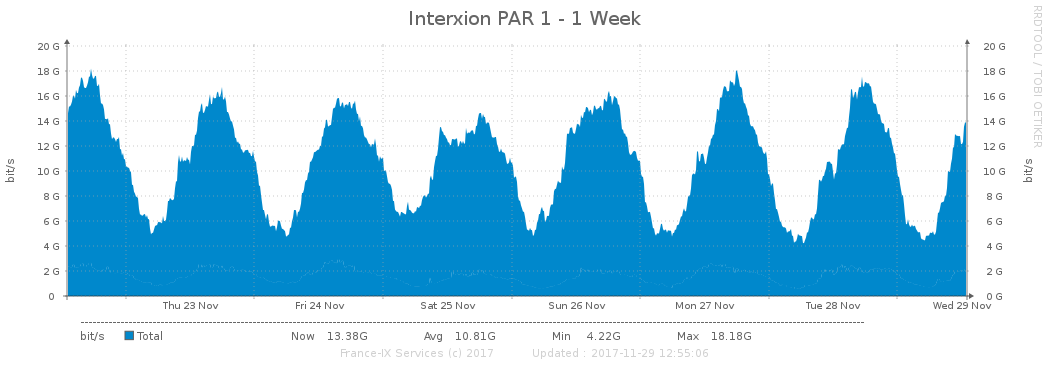 Interxion PAR 1 - 1 Week
RRDTOOL / TOBI OETIKER
20 G 20 G
18 G 18 G
16 G 16 G
14 G 14 G
12 G 12 G
10 G 10 G
8 G 8 G
6 G 6 G
4 G 4 G
2 G 2 G
0 0 G
bit/s
bit/s
Thu 23 Nov Fri 24 Nov Sat 25 Nov Sun 26 Nov Mon 27 Nov Tue 28 Nov Wed 29 Nov
bit/s Total Now 13.38G Avg 10.81G Min 4.22G Max 18.18G
France-IX Services (c) 2017 Updated : 2017-11-29 12:55:06